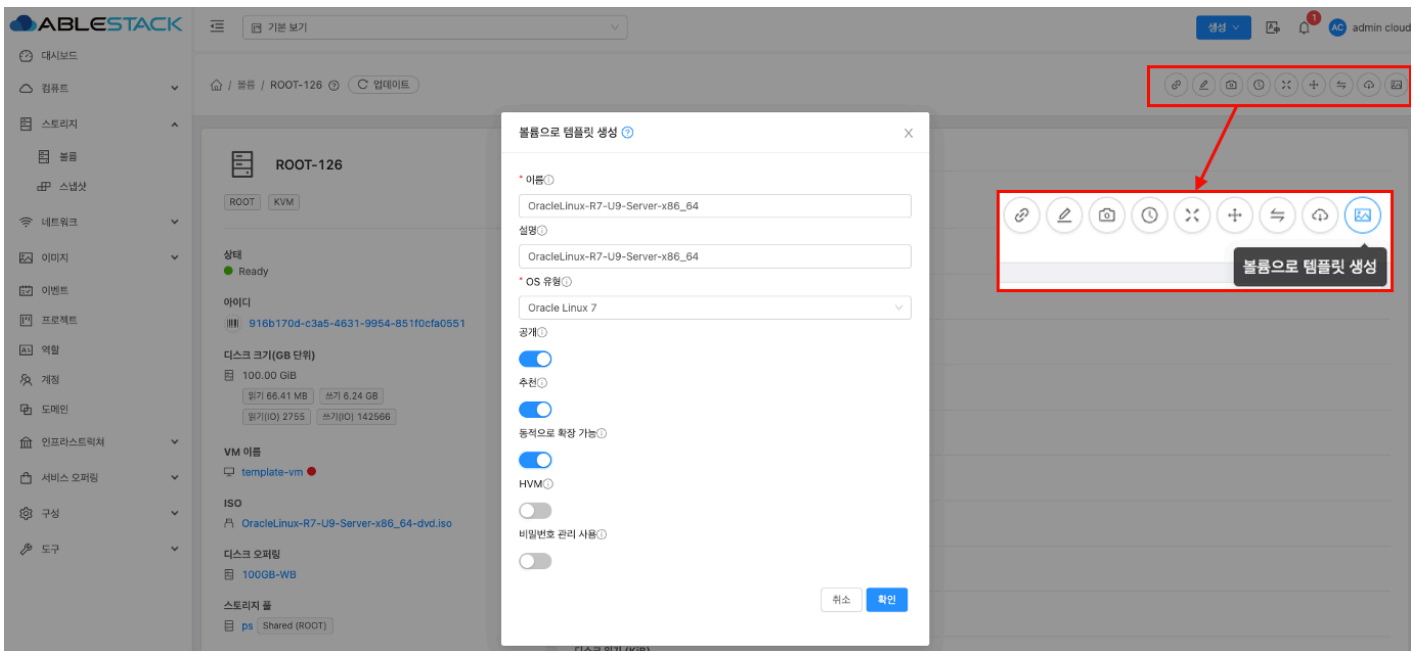 ABLESTACK
기본 보기
생성
1
AC
admin cloud
대시보드
컴퓨트
스토리지
볼륨
스냅샷
네트워크
이미지
이벤트
프로젝트
역할
계정
도메인
인프라스트럭쳐
서비스 오퍼링
구성
도구
/ 볼륨 / ROOT-126 업데이트
ROOT-126
ROOT KVM
상태
Ready
아이디
916b170d-c3a5-4631-9954-851f0cfa0551
디스크 크기(GB 단위)
100.00 GiB
읽기 66.41 MB 쓰기 6.24 GB
읽기(IO) 2755 쓰기(IO) 142566
VM 이름
template-vm
ISO
OracleLinux-R7-U9-Server-x86_64-dvd.iso
디스크 오퍼링
100GB-WB
스토리지 풀
ps Shared (ROOT)
볼륨으로 템플릿 생성
* 이름
OracleLinux-R7-U9-Server-x86_64
설명
OracleLinux-R7-U9-Server-x86_64
* OS 유형
Oracle Linux 7
공개
추천
동적으로 확장 가능
HVM
비밀번호 관리 사용
취소 확인
볼륨으로 템플릿 생성
디스크 읽기 (KiB)